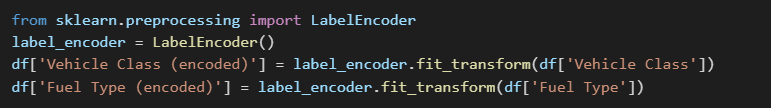 from sklearn.preprocessing import LabelEncoder
label_encoder = LabelEncoder()
df['Vehicle Class (encoded)'] = label_encoder.fit_transform(df['Vehicle Class'])
df['Fuel Type (encoded)'] = label_encoder.fit_transform(df['Fuel Type'])